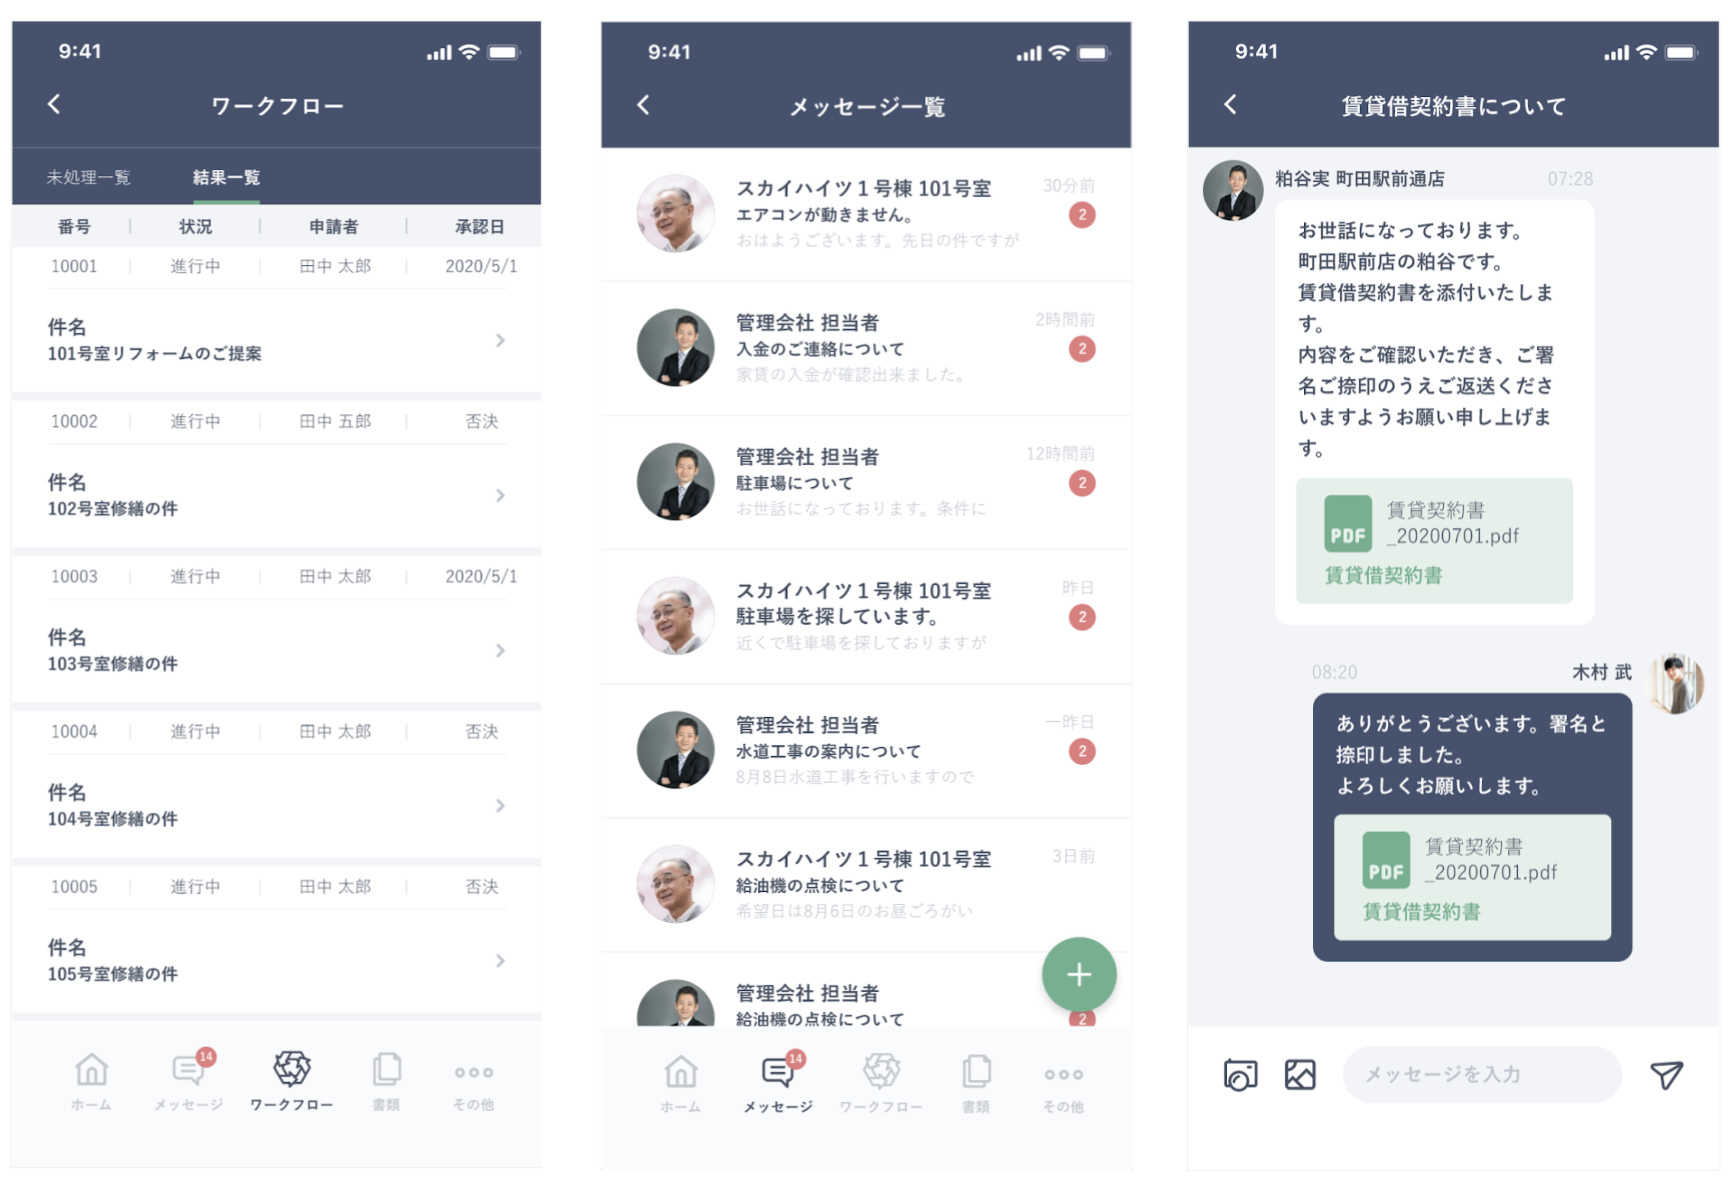 9:41
ワークフロー
未処理一覧 結果一覧
番号 状況 申請者 承認日
10001 進行中 田中 太郎 2020/5/1
件名
101号室リフォームのご提案
10002 進行中 田中 五郎 否決
件名
102号室修繕の件
10003 進行中 田中 太郎 2020/5/1
件名
103号室修繕の件
10004 進行中 田中 太郎 否決
件名
104号室修繕の件
10005 進行中 田中 太郎 否決
件名
105号室修繕の件
14
ホーム メッセージ ワークフロー 書類 その他
9:41
メッセージ一覧
スカイハイツ1号棟 101号室 30分前
エアコンが動きません。 2
おはようございます。先日の件ですが
管理会社 担当者 2時間前
入金のご連絡について 2
家賃の入金が確認出来ました。
管理会社 担当者 12時間前
駐車場について 2
お世話になっております。条件に
スカイハイツ1号棟 101号室 昨日
駐車場を探しています。 2
近くで駐車場を探しておりますが
管理会社 担当者 一昨日
水道工事の案内について 2
8月8日水道工事を行いますので
スカイハイツ1号棟 101号室 3日前
給油機の点検について
希望日は8月6日のお昼ごろがい
+
管理会社 担当者
給油機の点検について 2
14
ホーム メッセージ ワークフロー 書類 その他
9:41
賃貸借契約書について
粕谷実 町田駅前通店 07:28
お世話になっております。
町田駅前店の粕谷です。
賃貸借契約書を添付いたしま
す。
内容をご確認いただき、ご署
名ご捺印のうえご返送くださ
いますようお願い申し上げま
す。
PDF 賃貸契約書
_20200701.pdf
賃貸借契約書
08:20 木村 武
ありがとうございます。署名と
捺印しました。
よろしくお願いします。
PDF 賃貸契約書
_20200701.pdf
賃貸借契約書
メッセージを入力